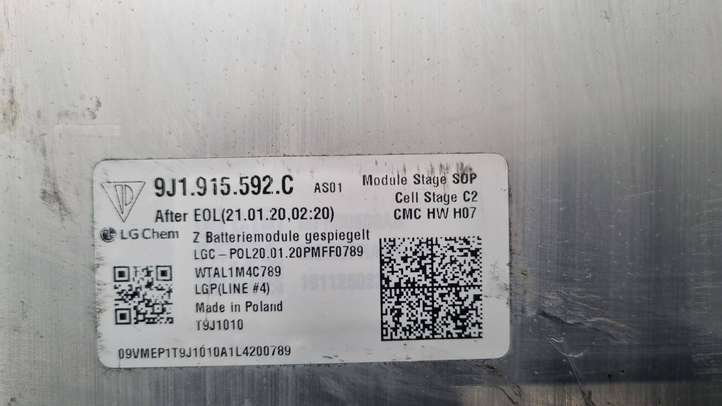 9J1.915.592.C AS01 Module Stage SOP
Cell Stage C2
After EOL(21.01.20,02:20) CMC HW H07
LG Chem Z Batteriemodule gespiegelt
LGC-POL20.01.20PMFF0789
WTAL1M4C789
LGP(LINE #4)
Made in Poland
T9J1010
09VMEP1T9J1010A1L4200789